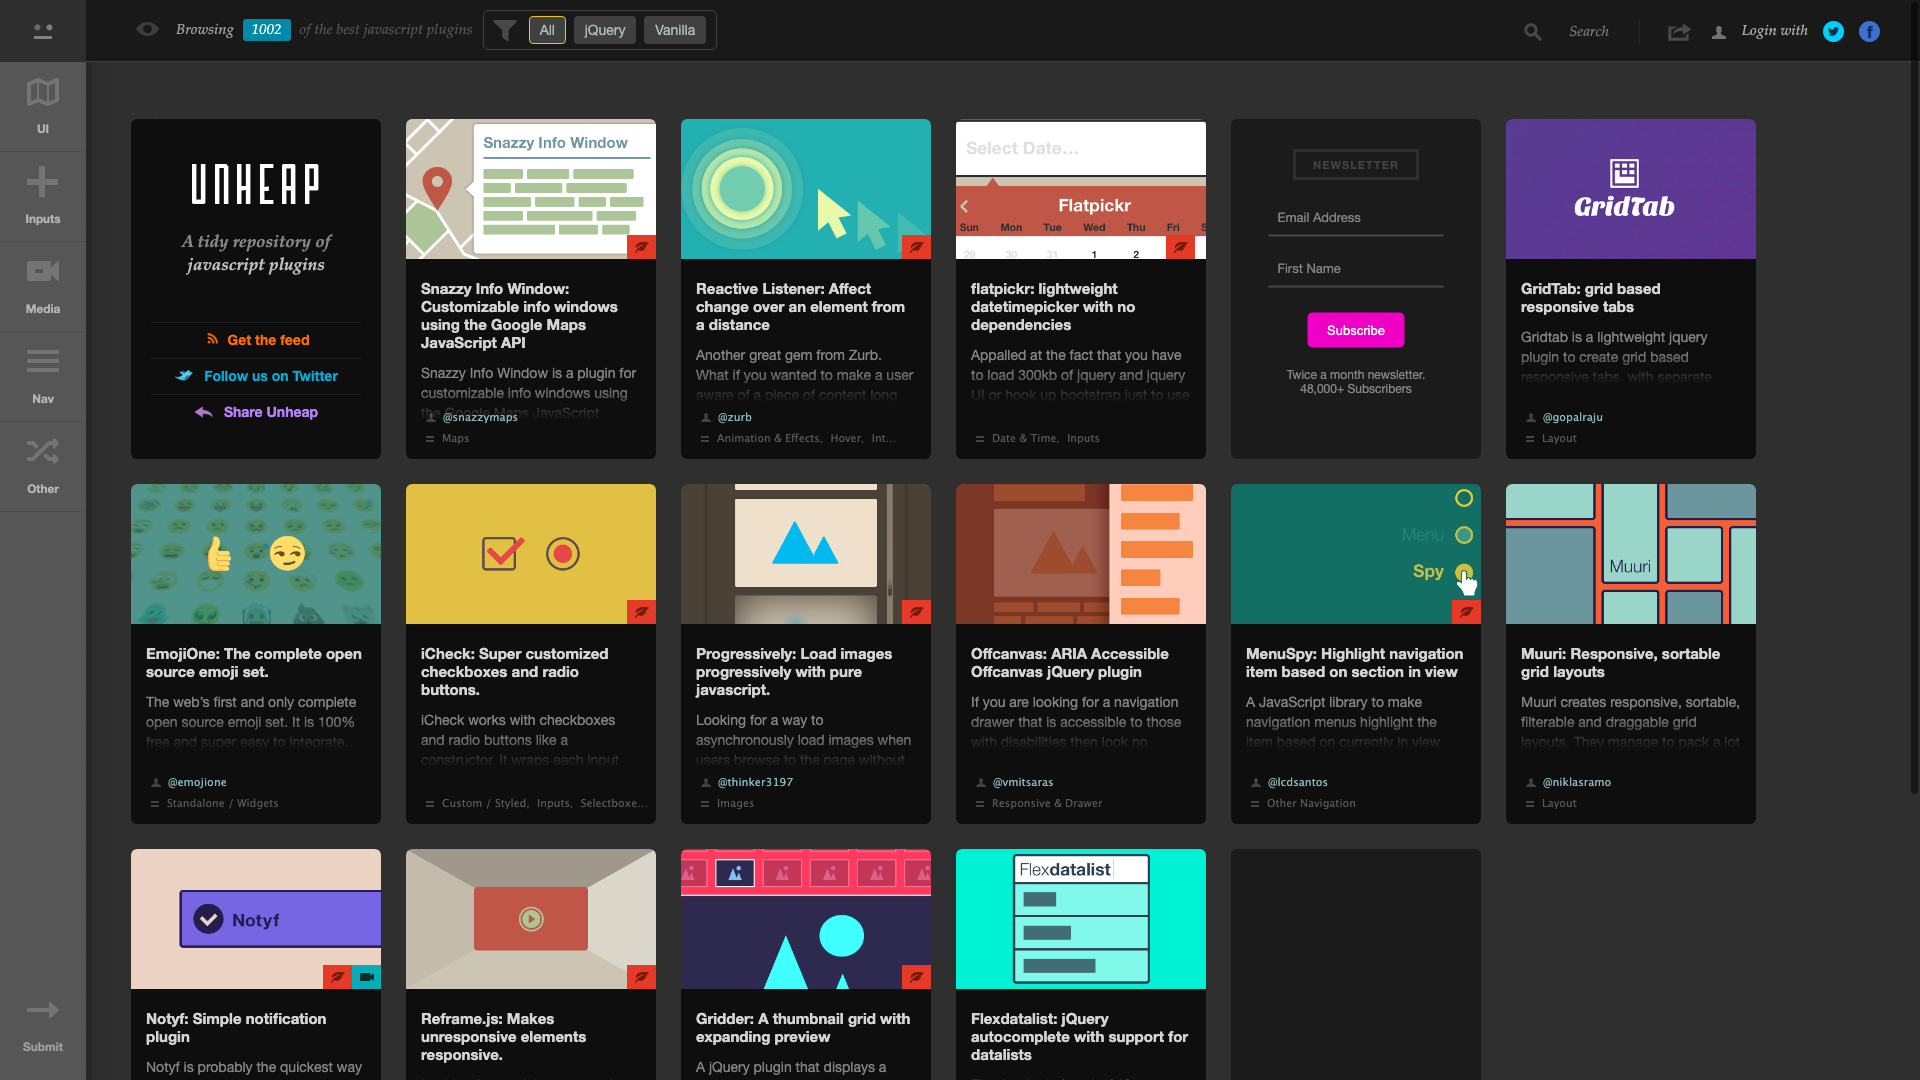 Browsing 1002 of the best javascript plugins
All
jQuery
Vanilla
Search
Login with
UI
Inputs
Media
Nav
Other
Submit
UNHEAP
A tidy repository of
javascript plugins
Get the feed
Follow us on Twitter
Share Unheap
Snazzy Info Window
Snazzy Info Window:
Customizable info windows
using the Google Maps
JavaScript API
Snazzy Info Window is a plugin for
customizable info windows using
the Google Maps JavaScript
@snazzymaps
Maps
Reactive Listener: Affect
change over an element from
a distance
Another great gem from Zurb.
What if you wanted to make a user
aware of a piece of content long
@zurb
Animation & Effects, Hover, Int...
Select Date...
Flatpickr
Sun Mon Tue Wed Thu Fri S
29 30 31 1 2
flatpickr: lightweight
datetimepicker with no
dependencies
Appalled at the fact that you have
to load 300kb of jquery and jquery
UI or hook up bootstrap just to use
Date & Time, Inputs
NEWSLETTER
Email Address
First Name
Subscribe
Twice a month newsletter.
48,000+ Subscribers
GridTab
GridTab: grid based
responsive tabs
Gridtab is a lightweight jquery
plugin to create grid based
responsive tabs, with separate
@gopalraju
Layout
EmojiOne: The complete open
source emoji set.
The web's first and only complete
open source emoji set. It is 100%
free and super easy to integrate.
@emojione
Standalone / Widgets
iCheck: Super customized
checkboxes and radio
buttons.
iCheck works with checkboxes
and radio buttons like a
constructor. It wraps each input
Custom / Styled, Inputs, Selectboxe...
Progressively: Load images
progressively with pure
javascript.
Looking for a way to
asynchronously load images when
users browse to the page without
@thinker3197
Images
Offcanvas: ARIA Accessible
Offcanvas jQuery plugin
If you are looking for a navigation
drawer that is accessible to those
with disabilities then look no
@vmitsaras
Responsive & Drawer
Menu
Spy
MenuSpy: Highlight navigation
item based on section in view
A JavaScript library to make
navigation menus highlight the
item based on currently in view
@lcdsantos
Other Navigation
Muuri
Muuri: Responsive, sortable
grid layouts
Muuri creates responsive, sortable,
filterable and draggable grid
layouts. They manage to pack a lot
@niklasramo
Layout
Notyf
Notyf: Simple notification
plugin
Notyf is probably the quickest way
Reframe.js: Makes
unresponsive elements
responsive.
Gridder: A thumbnail grid with
expanding preview
A jQuery plugin that displays a
Flexdatalist
Flexdatalist: jQuery
autocomplete with support for
datalists